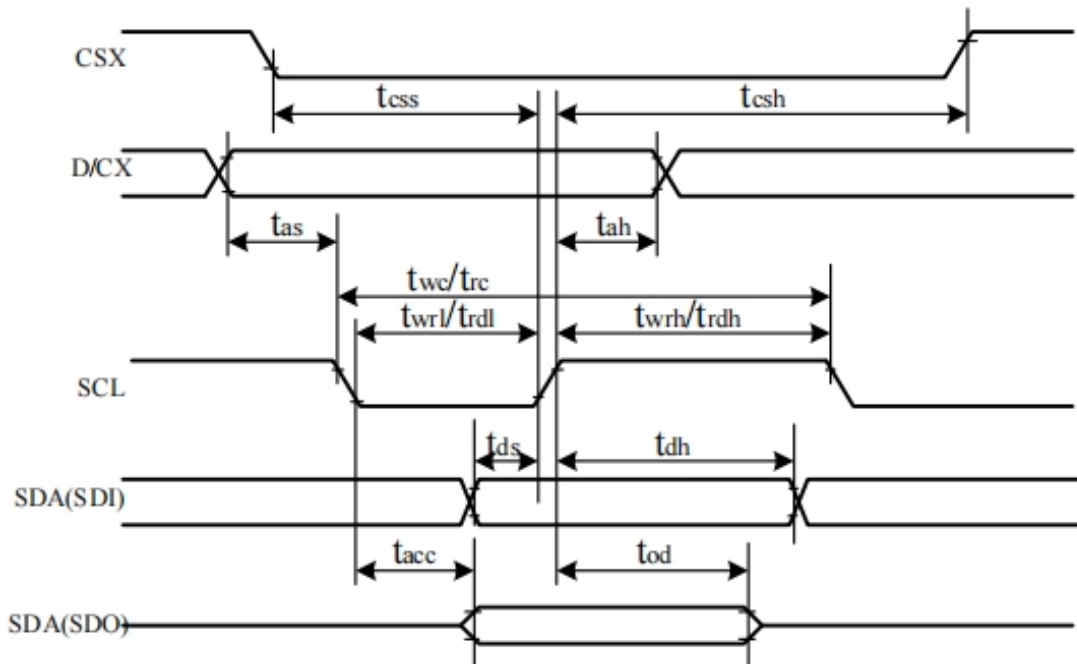 CSX
tcss
tcsh
D/CX
tas
tah
twc/trc
twrl/trdl
twrh/trdh
SCL
tds
tdh
SDA(SDI)
tacc
tod
SDA(SDO)